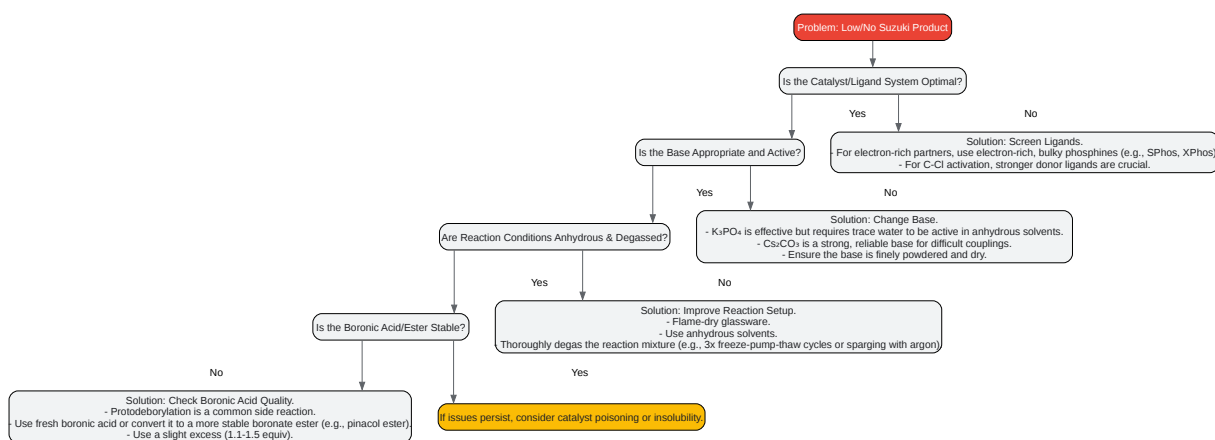 Problem: Low/No Suzuki Product
Is the Catalyst/Ligand System Optimal?
Yes
No
Solution: Screen Ligands.
- For electron-rich partners, use electron-rich, bulky phosphines (e.g., SPhos, XPhos)
- For C-Cl activation, stronger donor ligands are crucial.
Is the Base Appropriate and Active?
Yes
No
Solution: Change Base.
- K₃PO₄ is effective but requires trace water to be active in anhydrous solvents.
- Cs₂CO₃ is a strong, reliable base for difficult couplings.
- Ensure the base is finely powdered and dry.
Are Reaction Conditions Anhydrous & Degassed?
Yes
No
Solution: Improve Reaction Setup.
- Flame-dry glassware.
- Use anhydrous solvents.
- Thoroughly degas the reaction mixture (e.g., 3x freeze-pump-thaw cycles or sparging with argon)
Is the Boronic Acid/Ester Stable?
No
Yes
Solution: Check Boronic Acid Quality.
- Protodeborylation is a common side reaction.
- Use fresh boronic acid or convert it to a more stable boronate ester (e.g., pinacol ester).
- Use a slight excess (1.1-1.5 equiv).
If issues persist, consider catalyst poisoning or insolubility.